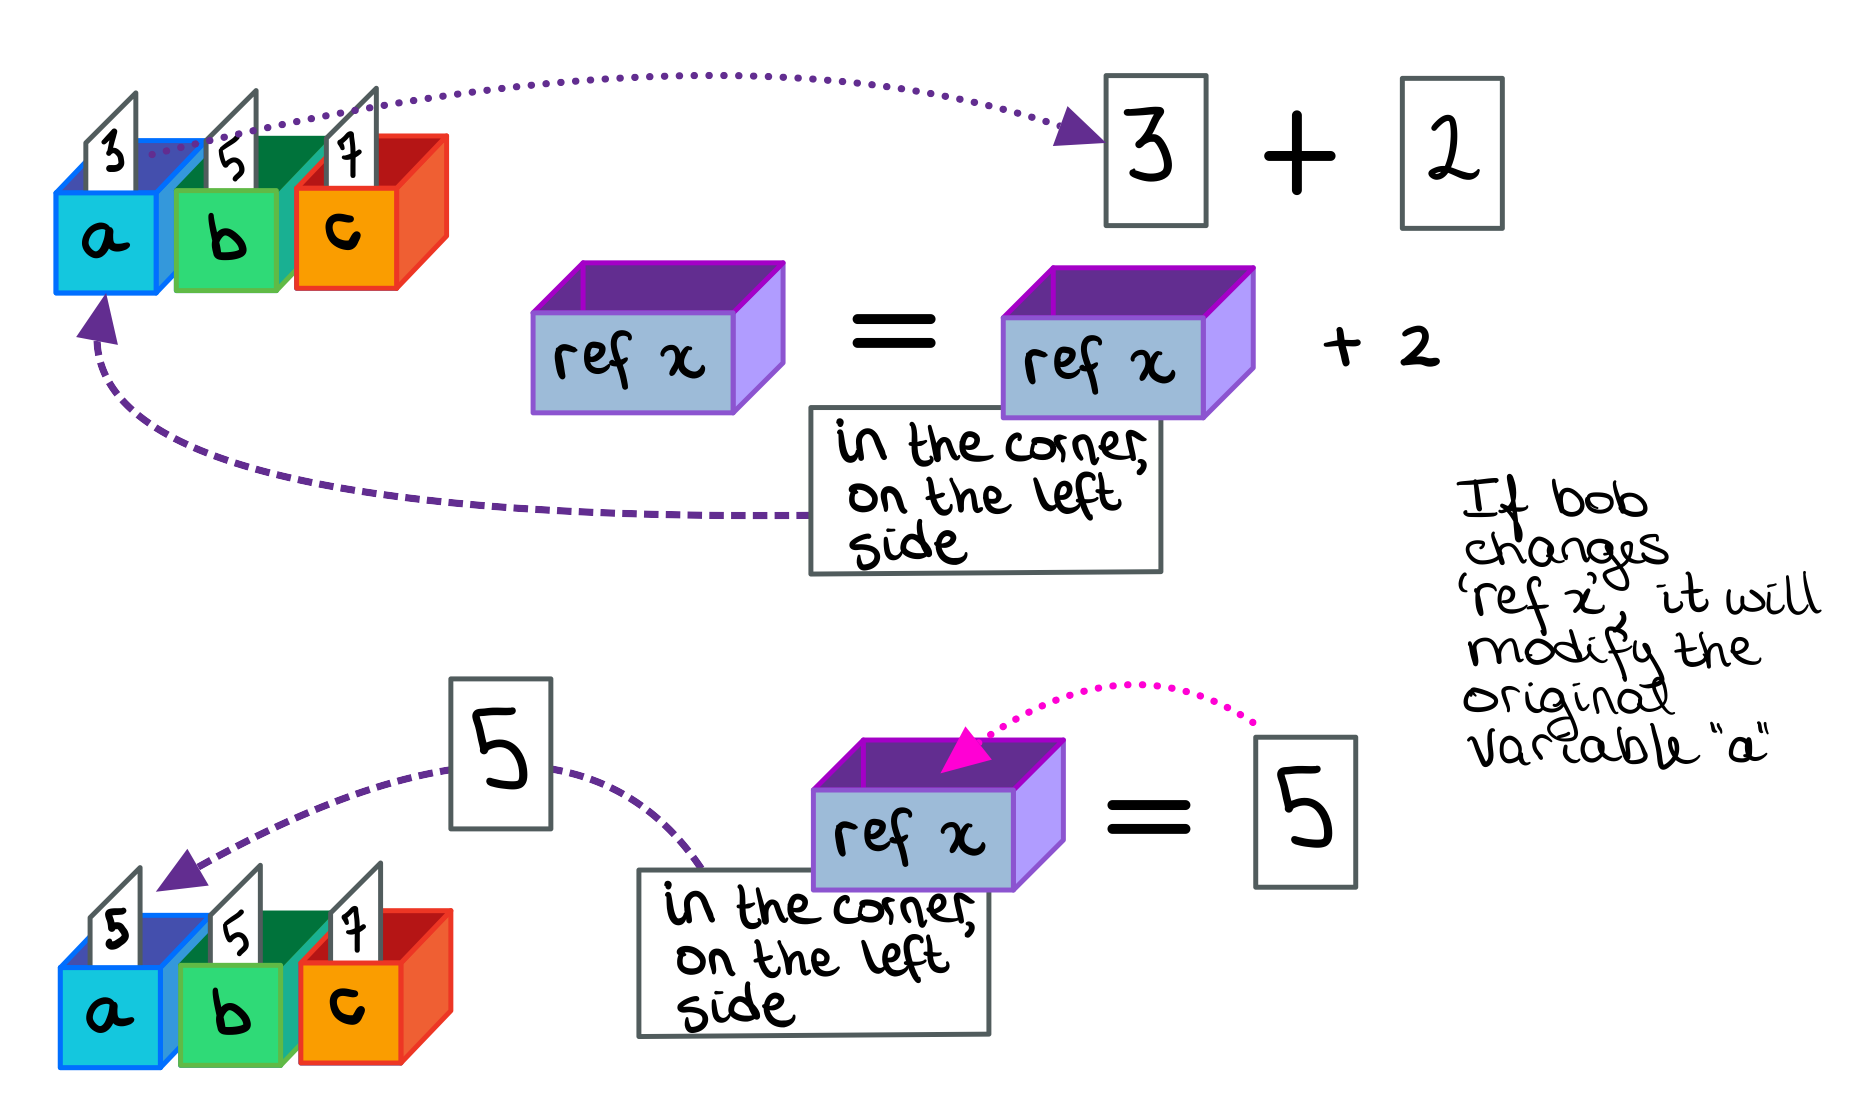 3 5 7
a b c
3 + 2
ref x = ref x + 2
in the corner,
on the left
side
If bob
changes
'ref x', it will
modify the
original
variable "a"
5
ref x = 5
in the corner,
on the left
side
5 5 7
a b c